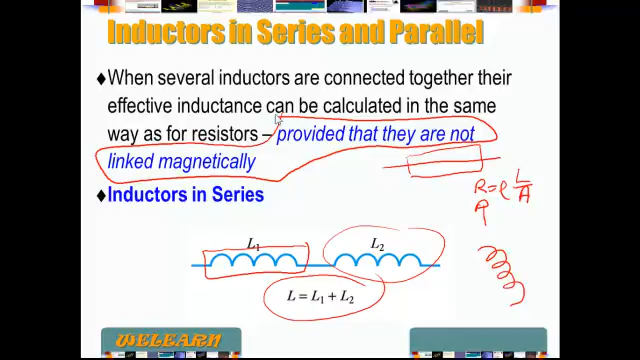 Inductors in Series and Parallel
♦When several inductors are connected together their
effective inductance can be calculated in the same
way as for resistors – provided that they are not
linked magnetically
♦Inductors in Series
R=ρ L/A
L₁
L₂
L = L₁ + L₂
WELEARN